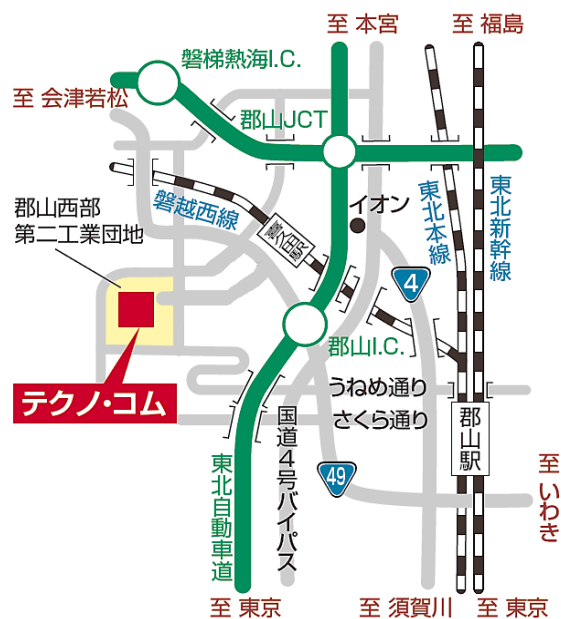 至 本宮
至 福島
磐梯熱海I.C.
至 会津若松
郡山JCT
郡山西部
第二工業団地
磐越西線
イオン
東北本線
東北新幹線
喜久田駅
4
郡山I.C.
テクノ・コム
うねめ通り
さくら通り
国道4号バイパス
郡山駅
49
東北自動車道
至 いわき
至 東京
至 須賀川
至 東京